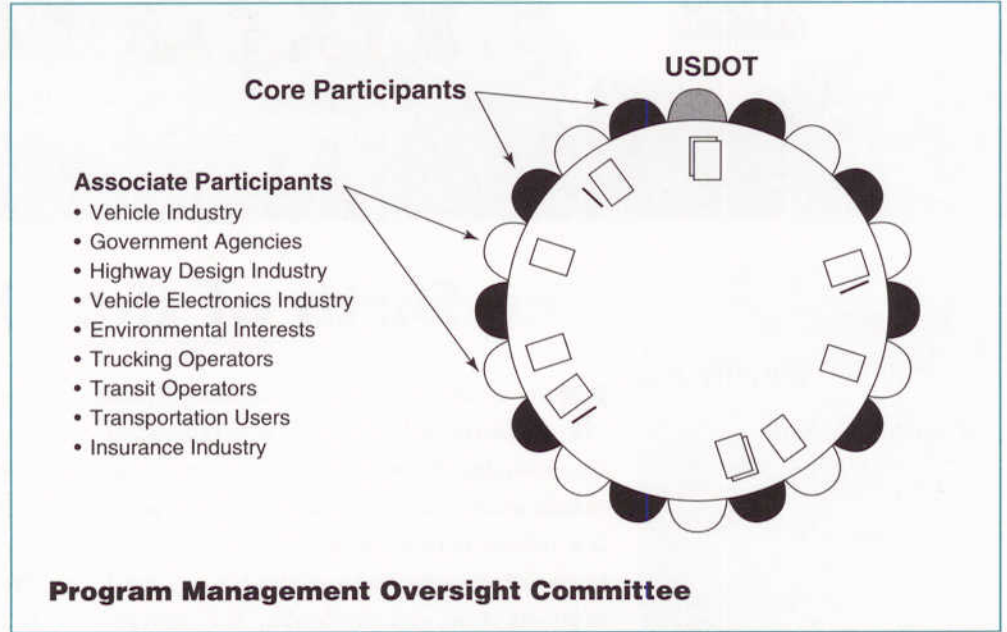 USDOT
Core Participants
Associate Participants
• Vehicle Industry
• Government Agencies
• Highway Design Industry
• Vehicle Electronics Industry
• Environmental Interests
• Trucking Operators
• Transit Operators
• Transportation Users
• Insurance Industry
Program Management Oversight Committee